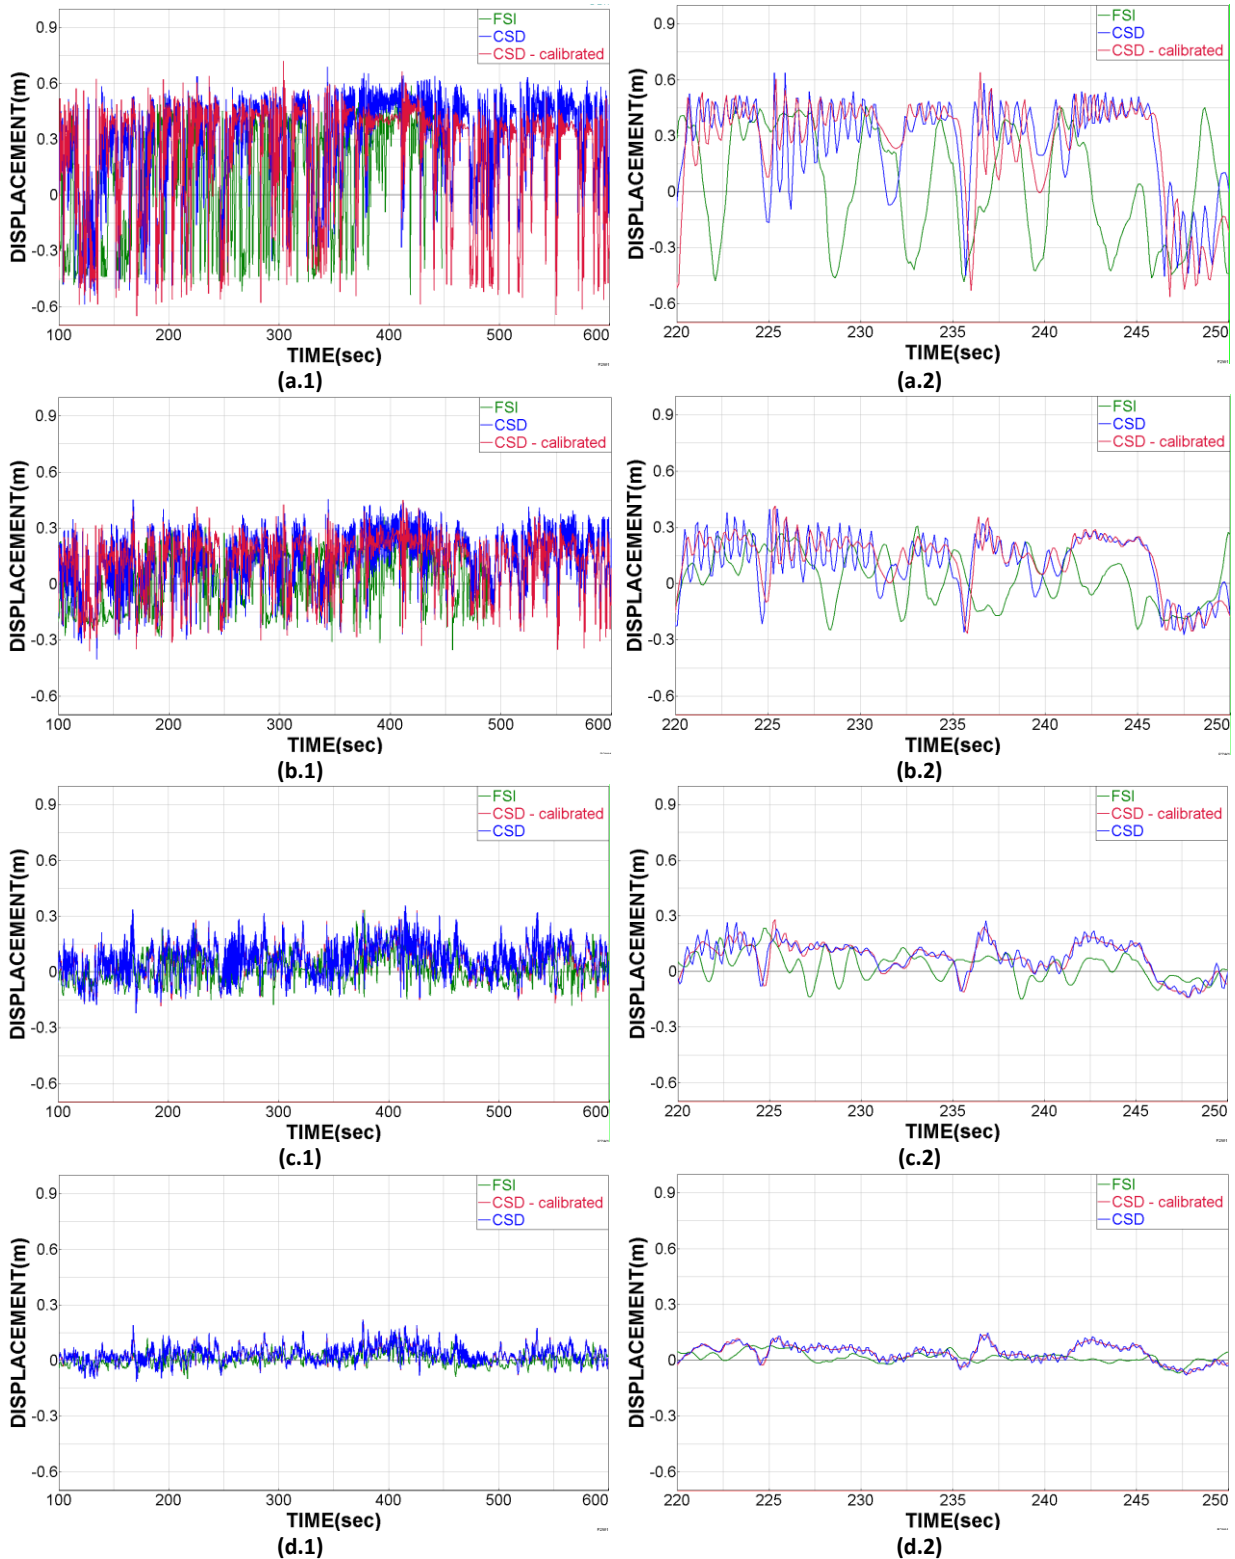 FSI
CSD
CSD - calibrated
0.9
0.6
0.3
0
-0.3
-0.6
DISPLACEMENT(m)
100 200 300 400 500 600
TIME(sec)
(a.1)
FSI
CSD
CSD - calibrated
0.9
0.6
0.3
0
-0.3
-0.6
DISPLACEMENT(m)
220 225 230 235 240 245 250
TIME(sec)
(a.2)
FSI
CSD
CSD - calibrated
0.9
0.6
0.3
0
-0.3
-0.6
DISPLACEMENT(m)
100 200 300 400 500 600
TIME(sec)
(b.1)
FSI
CSD
CSD - calibrated
0.9
0.6
0.3
0
-0.3
-0.6
DISPLACEMENT(m)
220 225 230 235 240 245 250
TIME(sec)
(b.2)
FSI
CSD - calibrated
CSD
0.9
0.6
0.3
0
-0.3
-0.6
DISPLACEMENT(m)
100 200 300 400 500 600
TIME(sec)
(c.1)
FSI
CSD - calibrated
CSD
0.9
0.6
0.3
0
-0.3
-0.6
DISPLACEMENT(m)
220 225 230 235 240 245 250
TIME(sec)
(c.2)
FSI
CSD - calibrated
CSD
0.9
0.6
0.3
0
-0.3
-0.6
DISPLACEMENT(m)
100 200 300 400 500 600
TIME(sec)
(d.1)
FSI
CSD - calibrated
CSD
0.9
0.6
0.3
0
-0.3
-0.6
DISPLACEMENT(m)
220 225 230 235 240 245 250
TIME(sec)
(d.2)